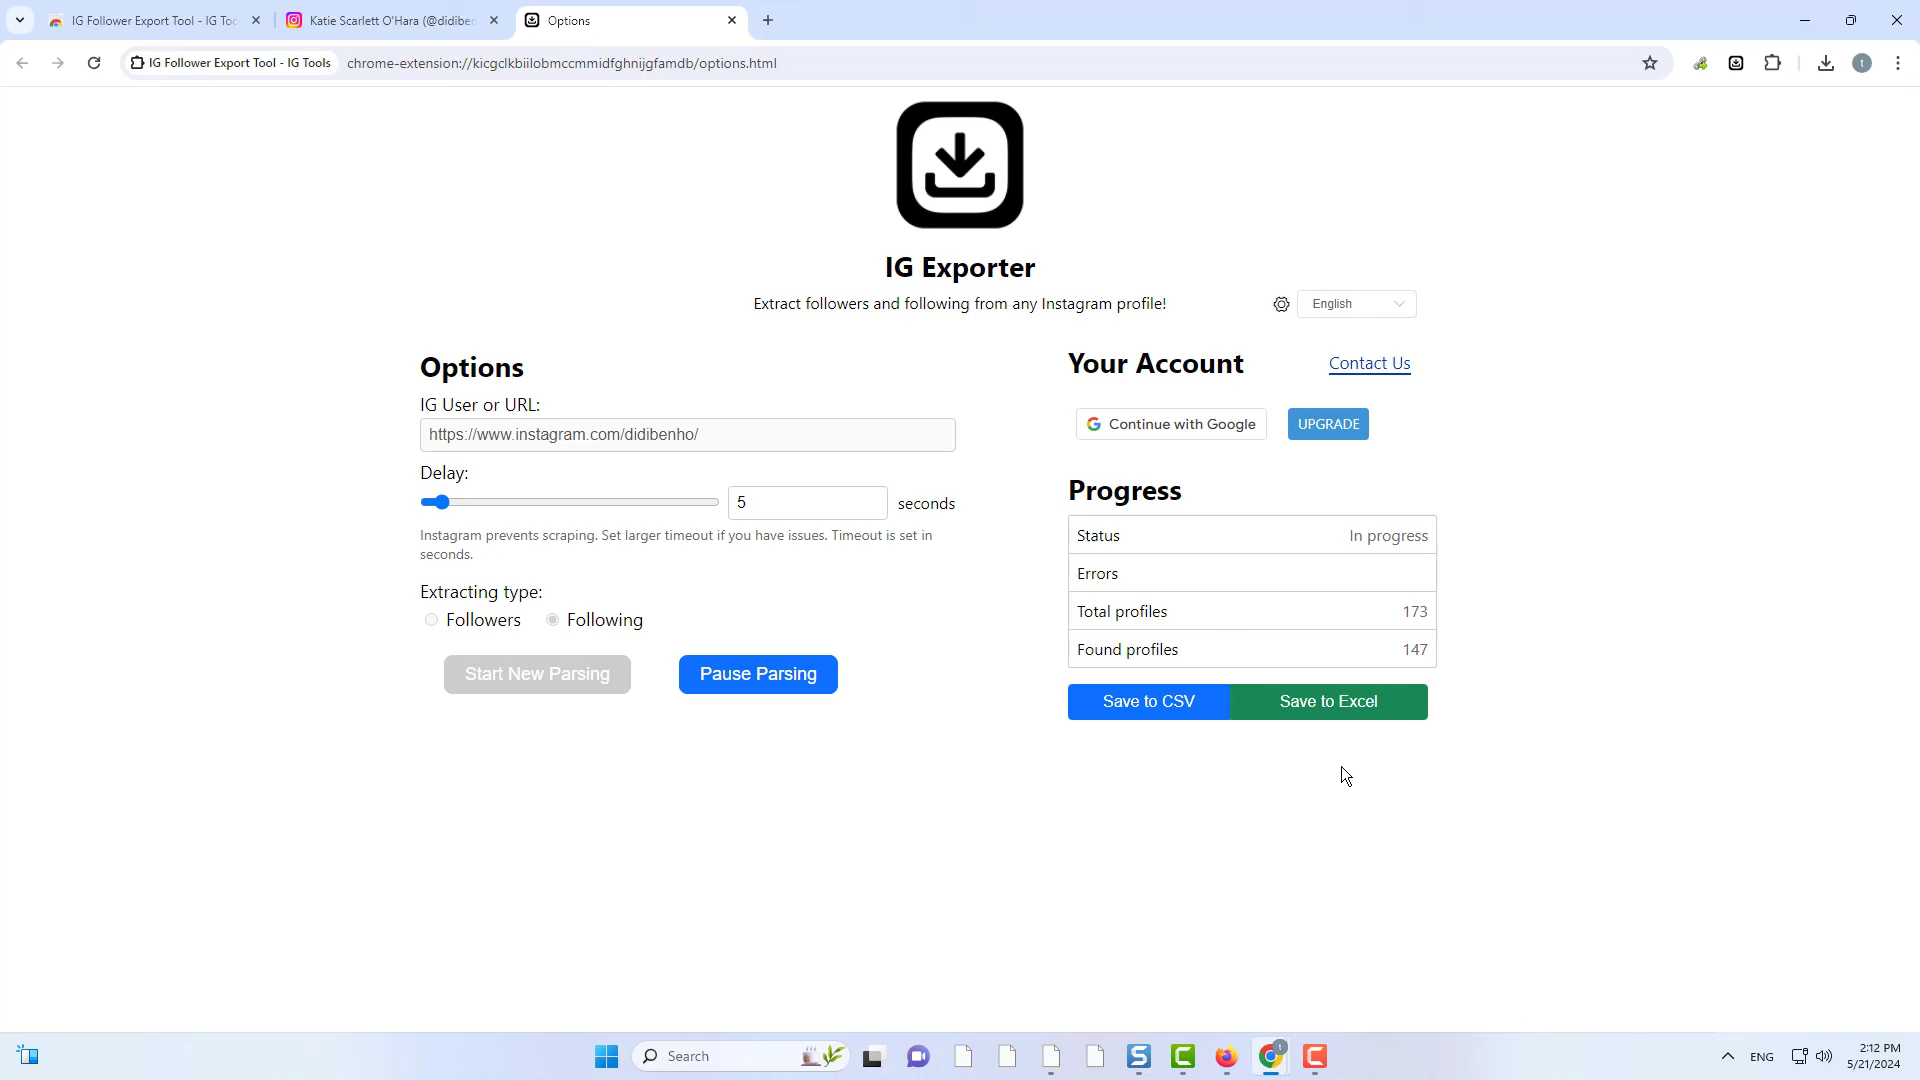 IG Follower Export Tool - IG Too
Katie Scarlett O'Hara (@didiben
Options
IG Follower Export Tool - IG Tools
chrome-extension://kicgclkbiilobmccmmidfghnijgfamdb/options.html
t
IG Exporter
Extract followers and following from any Instagram profile!
English
Options
IG User or URL:
https://www.instagram.com/didibenho/
Delay:
5
seconds
Instagram prevents scraping. Set larger timeout if you have issues. Timeout is set in
seconds.
Extracting type:
Followers
Following
Start New Parsing
Pause Parsing
Your Account
Contact Us
Continue with Google
UPGRADE
Progress
Status
In progress
Errors
Total profiles
173
Found profiles
147
Save to CSV
Save to Excel
Search
ENG
2:12 PM
5/21/2024